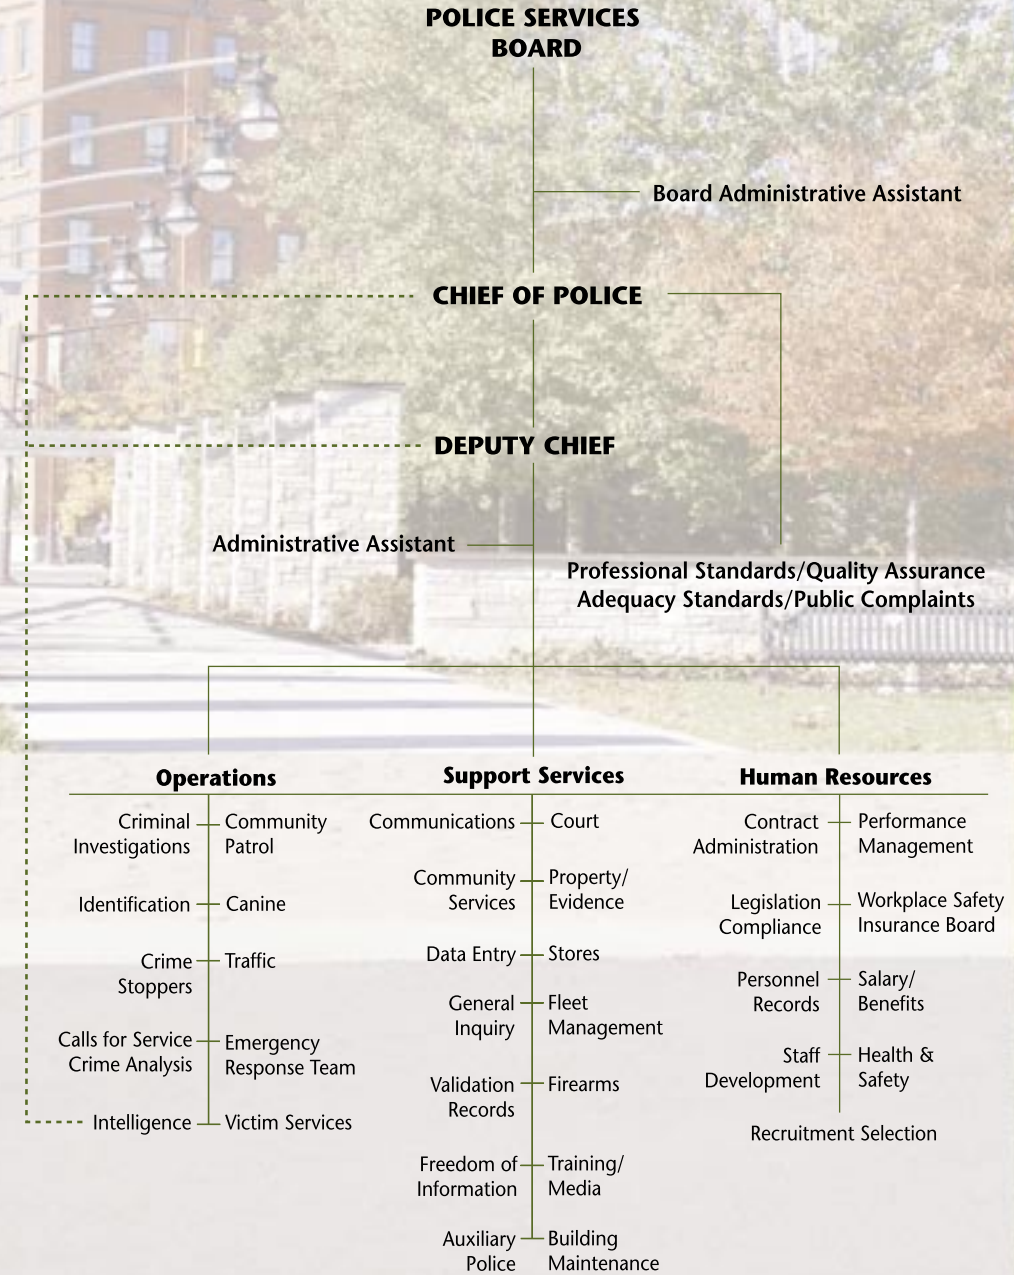 POLICE SERVICES
BOARD
Board Administrative Assistant
CHIEF OF POLICE
DEPUTY CHIEF
Administrative Assistant
Professional Standards/Quality Assurance
Adequacy Standards/Public Complaints
Operations
Criminal
Investigations
Community
Patrol
Identification
Canine
Crime
Stoppers
Traffic
Calls for Service
Crime Analysis
Emergency
Response Team
Intelligence
Victim Services
Support Services
Communications
Court
Community
Services
Property/
Evidence
Data Entry
Stores
General
Inquiry
Fleet
Management
Validation
Records
Firearms
Freedom of
Information
Training/
Media
Auxiliary
Police
Building
Maintenance
Human Resources
Contract
Administration
Performance
Management
Legislation
Compliance
Workplace Safety
Insurance Board
Personnel
Records
Salary/
Benefits
Staff
Development
Health &
Safety
Recruitment Selection